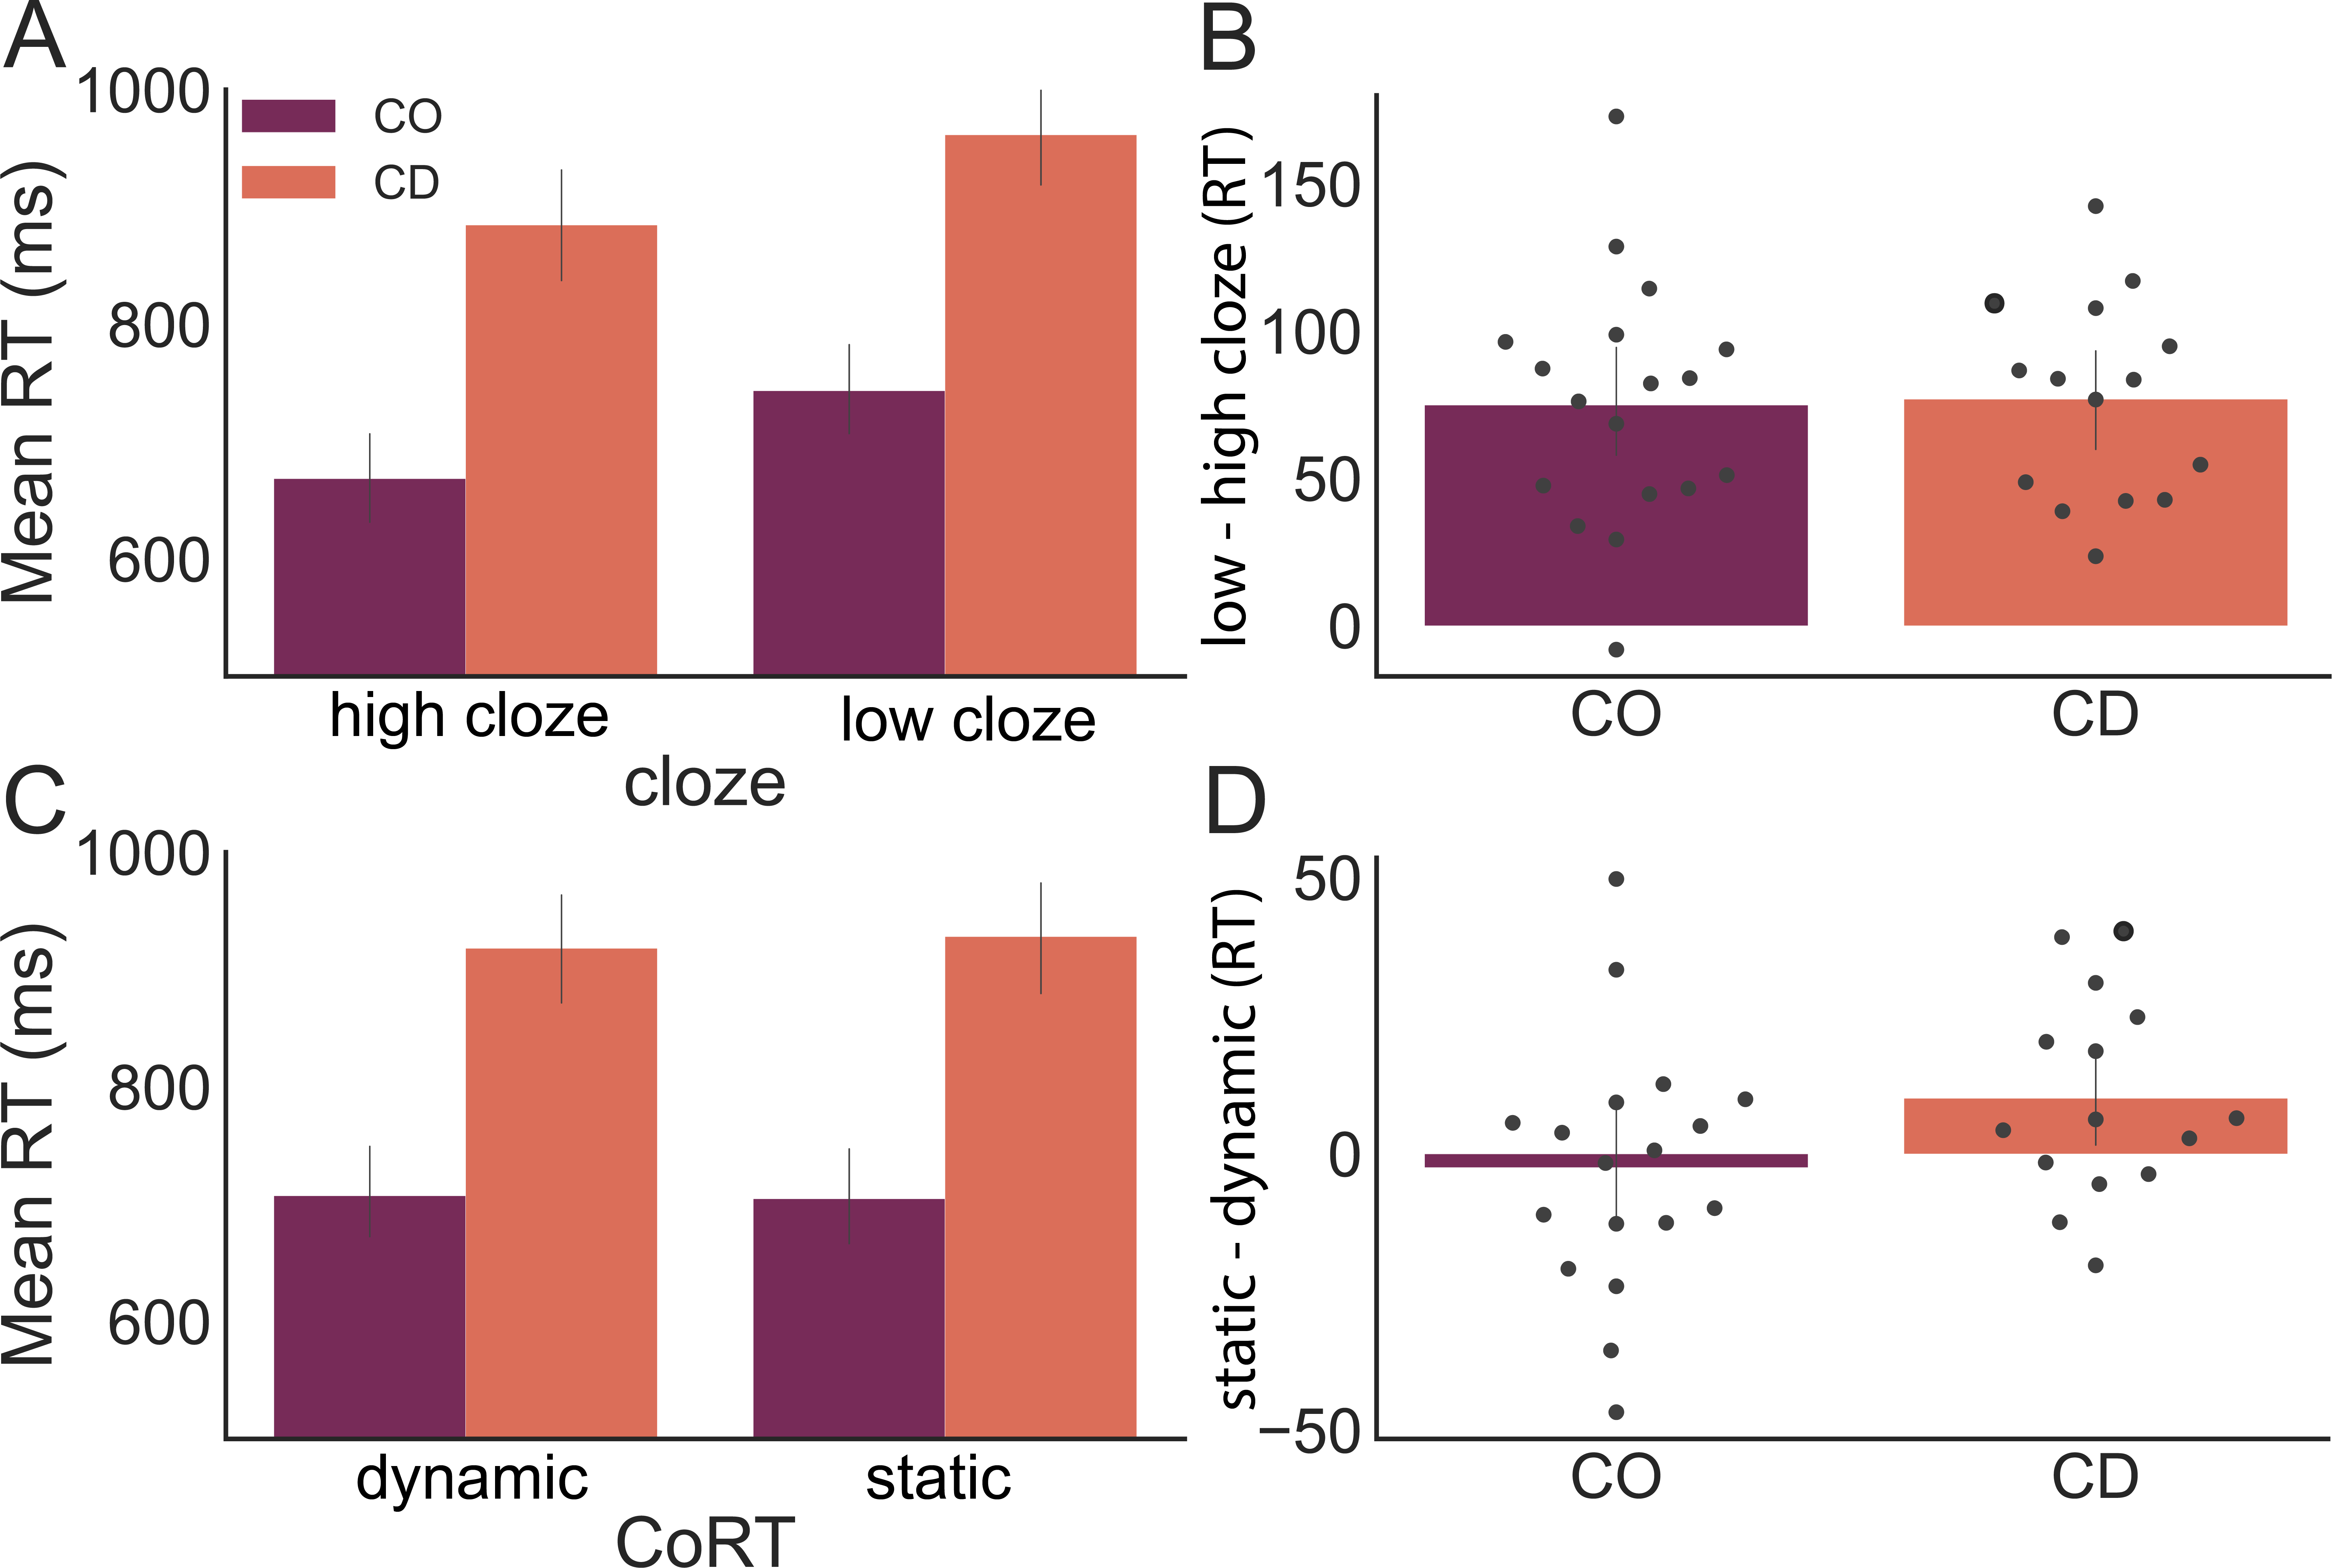 A
Mean RT (ms)
1000
800
600
CO
CD
high cloze
low cloze
cloze
B
low - high cloze (RT)
150
100
50
0
CO
CD
C
Mean RT (ms)
1000
800
600
dynamic
static
CoRT
D
static - dynamic (RT)
50
0
−50
CO
CD